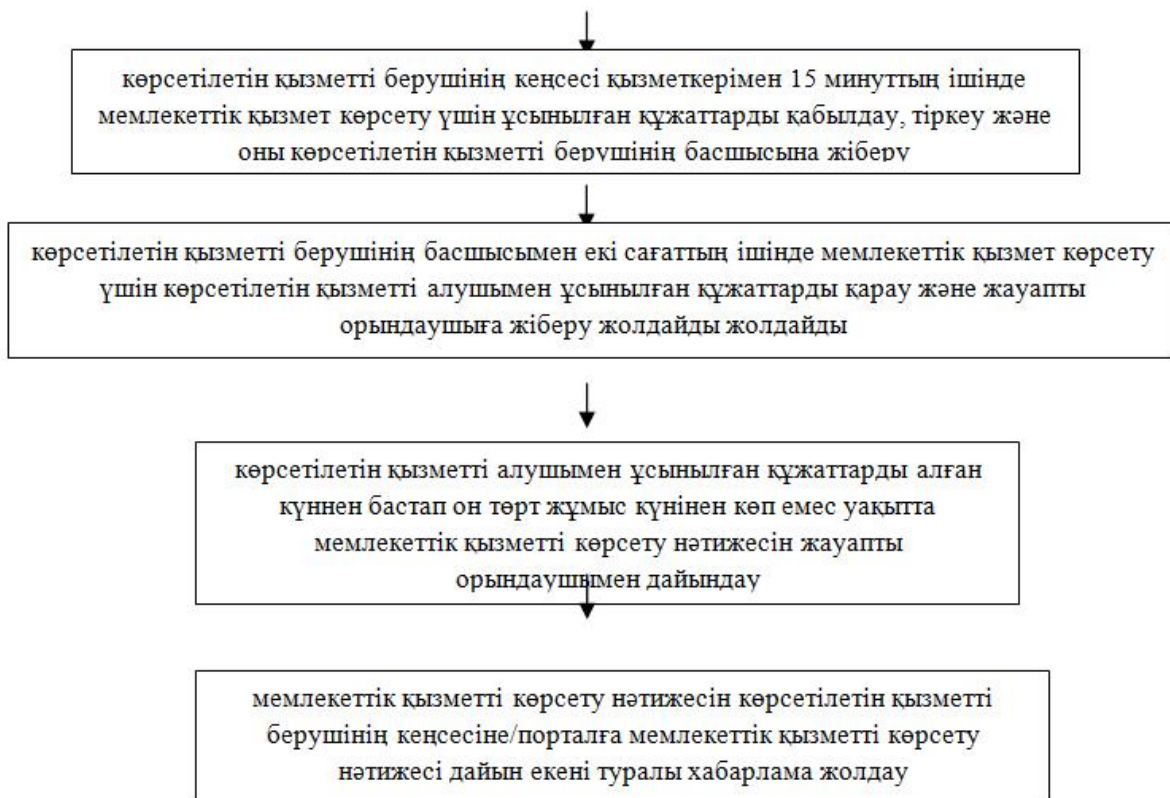 көрсетілетін қызметті берушінің кеңсесі қызметкерімен 15 минуттың ішінде
мемлекеттік қызмет көрсету үшін ұсынылған құжаттарды қабылдау, тіркеу және
оны көрсетілетін қызметті берушінің басшысына жіберу
көрсетілетін қызметті берушінің басшысымен екі сағаттың ішінде мемлекеттік қызмет көрсету
үшін көрсетілетін қызметті алушымен ұсынылған құжаттарды қарау және жауапты
орындаушыға жіберу жолдайды жолдайды
көрсетілетін қызметті алушымен ұсынылған құжаттарды алған
күннен бастап он төрт жұмыс күнінен көп емес уақытта
мемлекеттік қызметті көрсету нәтижесін жауапты
орындаушымен дайындау
мемлекеттік қызметті көрсету нәтижесін көрсетілетін қызметті
берушінің кеңсесіне/порталға мемлекеттік қызметті көрсету
нәтижесі дайын екені туралы хабарлама жолдау